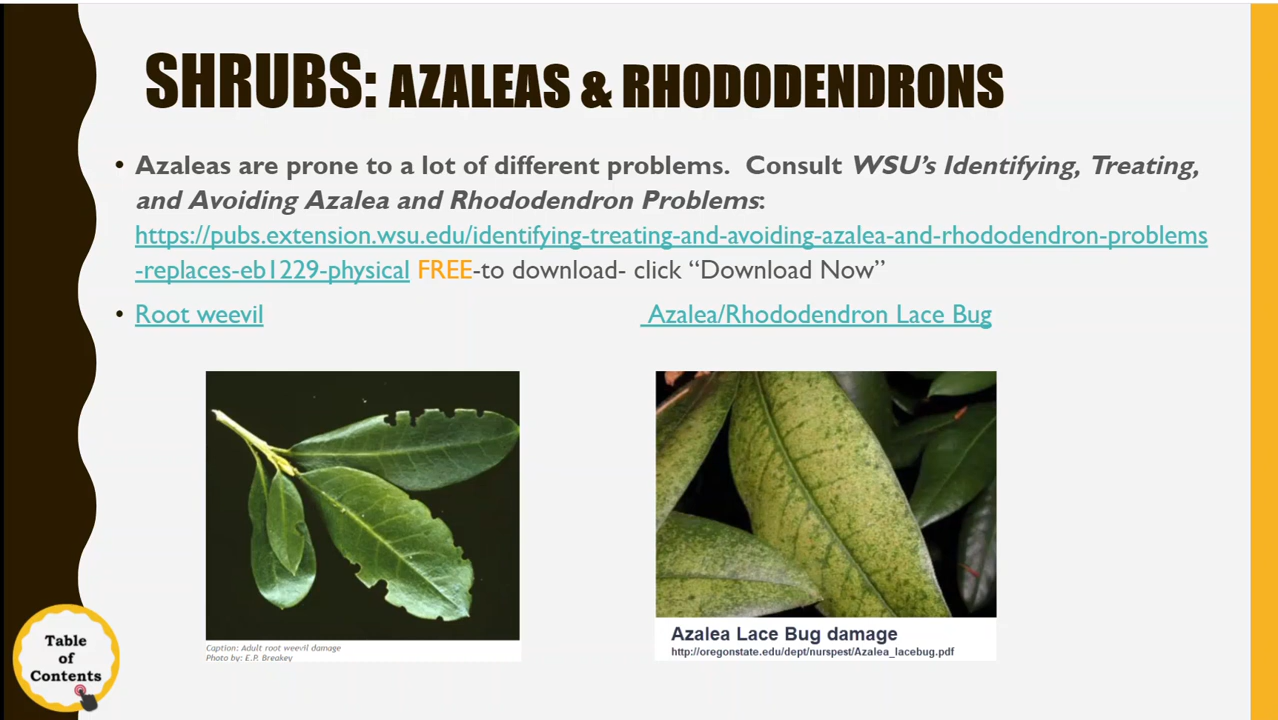 SHRUBS: AZALEAS & RHODODENDRONS
• Azaleas are prone to a lot of different problems.  Consult WSU's Identifying, Treating,
and Avoiding Azalea and Rhododendron Problems:
https://pubs.extension.wsu.edu/identifying-treating-and-avoiding-azalea-and-rhododendron-problems
-replaces-eb1229-physical FREE-to download- click “Download Now”
• Root weevil
Azalea/Rhododendron Lace Bug
Caption: Adult root weevil damage
Photo by: E.P. Breakey
Azalea Lace Bug damage
http://oregonstate.edu/dept/nurspest/Azalea_lacebug.pdf
Table
of
Contents